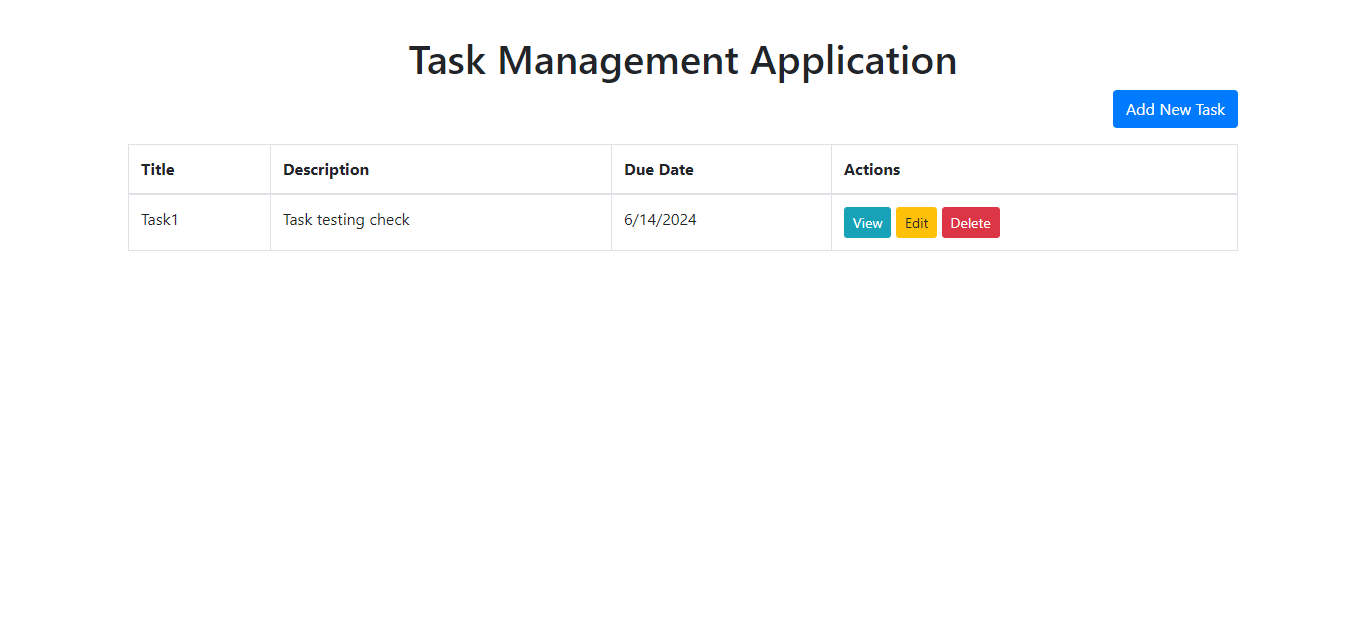 Task Management Application
Add New Task
Title Description Due Date Actions
Task1 Task testing check 6/14/2024 View Edit Delete